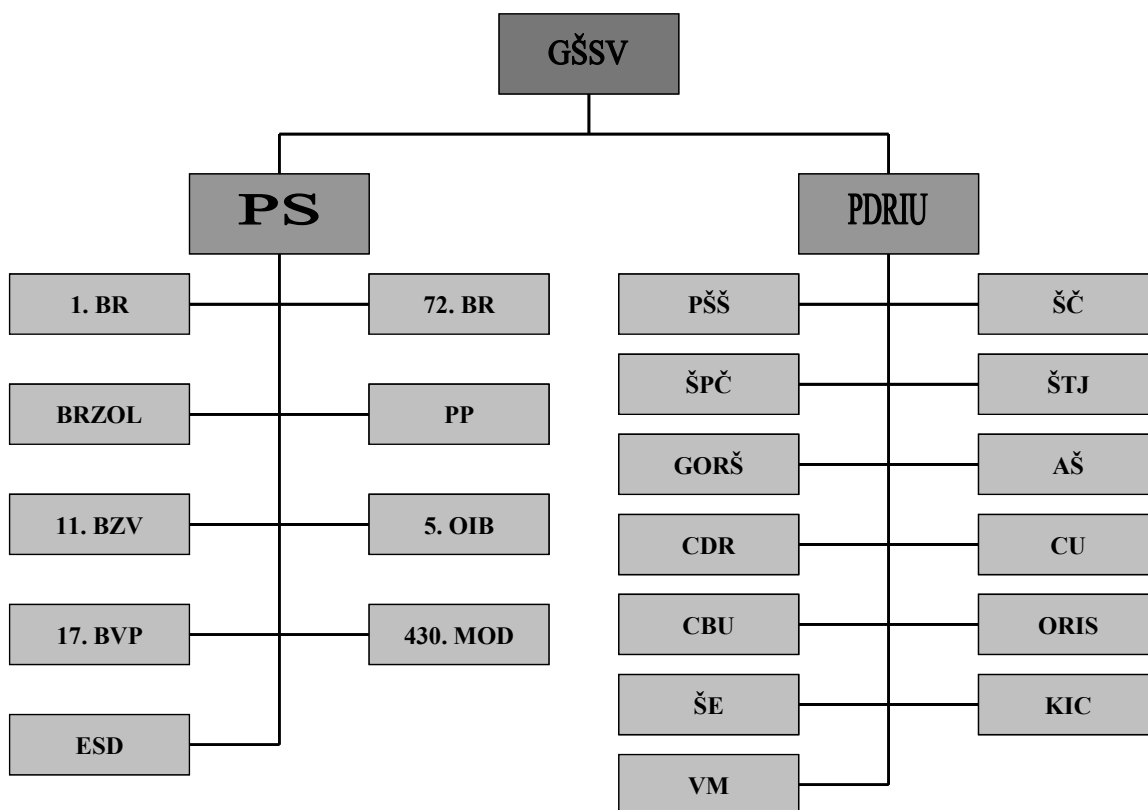 GŠSV
PS
PDRIU
1. BR
72. BR
BRZOL
PP
11. BZV
5. OIB
17. BVP
430. MOD
ESD
PŠŠ
ŠČ
ŠPČ
ŠTJ
GORŠ
AŠ
CDR
CU
CBU
ORIS
ŠE
KIC
VM